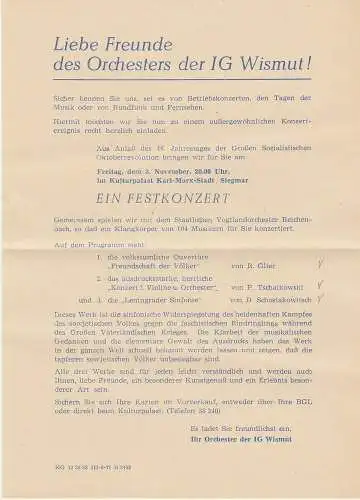 Liebe Freunde
des Orchesters der IG Wismut!
Sicher kennen Sie uns, sei es von Betriebskonzerten, den Tagen der
Musik oder von Rundfunk und Fernsehen.
Hiermit möchten wir Sie nun zu einem außergewöhnlichen Konzert-
ereignis recht herzlich einladen.
Aus Anlaß des Jahrestages der Großen Sozialistischen
Oktoberrevolution bringen wir für Sie am
Freitag, dem 3. November, 20.00 Uhr,
im Kulturpalast Karl-Marx-Stadt, Siegmar
EIN FESTKONZERT
Gemeinsam spielen wir mit dem Staatlichen Vogtlandorchester Reichen-
bach, so daß ein Klangkörper von 104 Musikern für Sie konzertiert.
Auf dem Programm steht:
1. die volkstümliche Ouvertüre
„Freundschaft der Völker" von R. Glier
2. das ausdrucksstarke, herrliche
„Konzert f. Violine u. Orchester" von P. Tschaikowski
und 3. die „Leningrader Sinfonie" von D. Schostakowitsch
Dieses Werk ist die sinfonische Widerspiegelung des heldenhaften Kampfes
des sowjetischen Volkes gegen die faschistischen Eindringlinge während
des Großen Vaterländischen Krieges. Die Klarheit der musikalischen
Gedanken und die elementare Gewalt des Ausdrucks haben das Werk
in der ganzen Welt schnell bekannt werden lassen und zeigen, daß die
tapferen sowjetischen Völker unbesiegbar sind.
Alle drei Werke sind für jeden leicht verständlich und werden auch
Ihnen, liebe Freunde, ein besonderer Kunstgenuß und ein Erlebnis beson-
derer Art sein.
Sichern Sie sich Ihre Karten im Vorverkauf, entweder über Ihre BGL
oder direkt beim Kulturpalast (Telefon 38 240)
Es ladet Sie freundlichst ein,
Ihr Orchester der IG Wismut